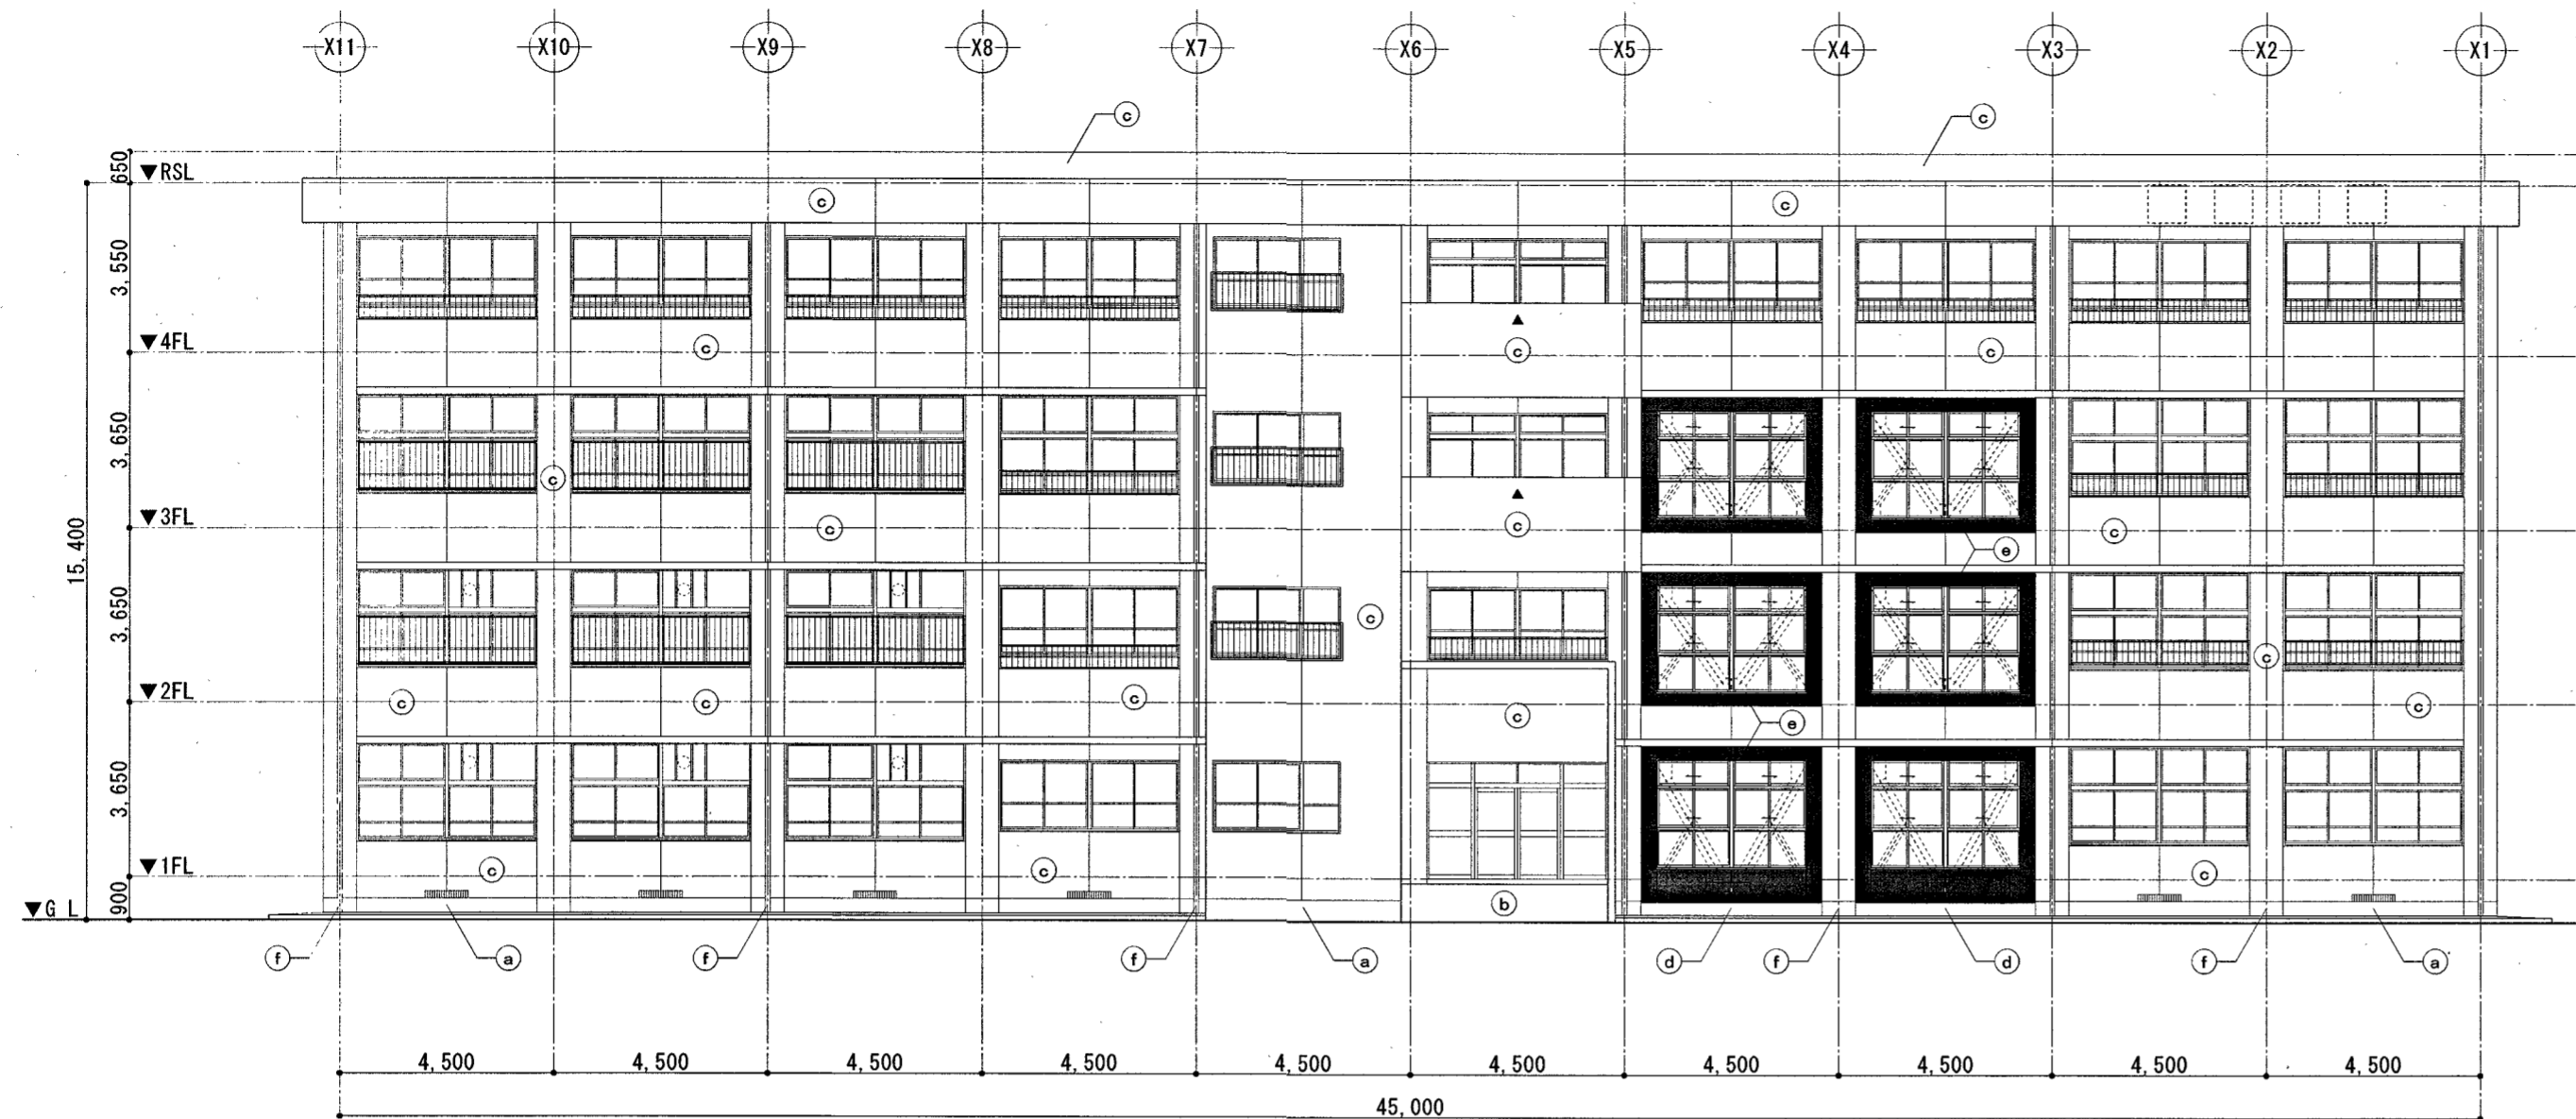 X11 X10 X9 X8 X7 X6 X5 X4 X3 X2 X1
c c
650
▼RSL
c c
3,550
▼4FL
c c c
3,650
c
▼3FL
c c c
15,400
e
3,650
c c
▼2FL
c c c c c
e
3,650
▼1FL
c c c
900
b
▼G L
f a f f a d f d f a
4,500 4,500 4,500 4,500 4,500 4,500 4,500 4,500 4,500 4,500
45,000